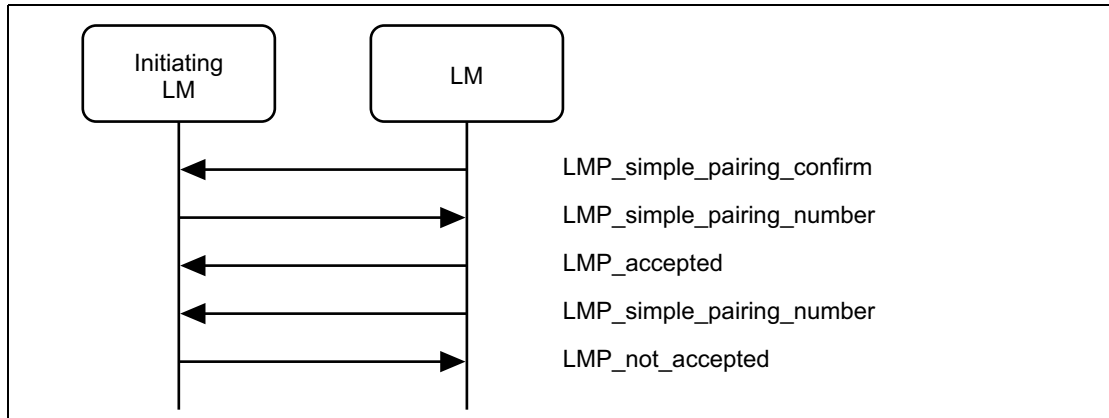 Initiating
LM
LM
LMP_simple_pairing_confirm
LMP_simple_pairing_number
LMP_accepted
LMP_simple_pairing_number
LMP_not_accepted